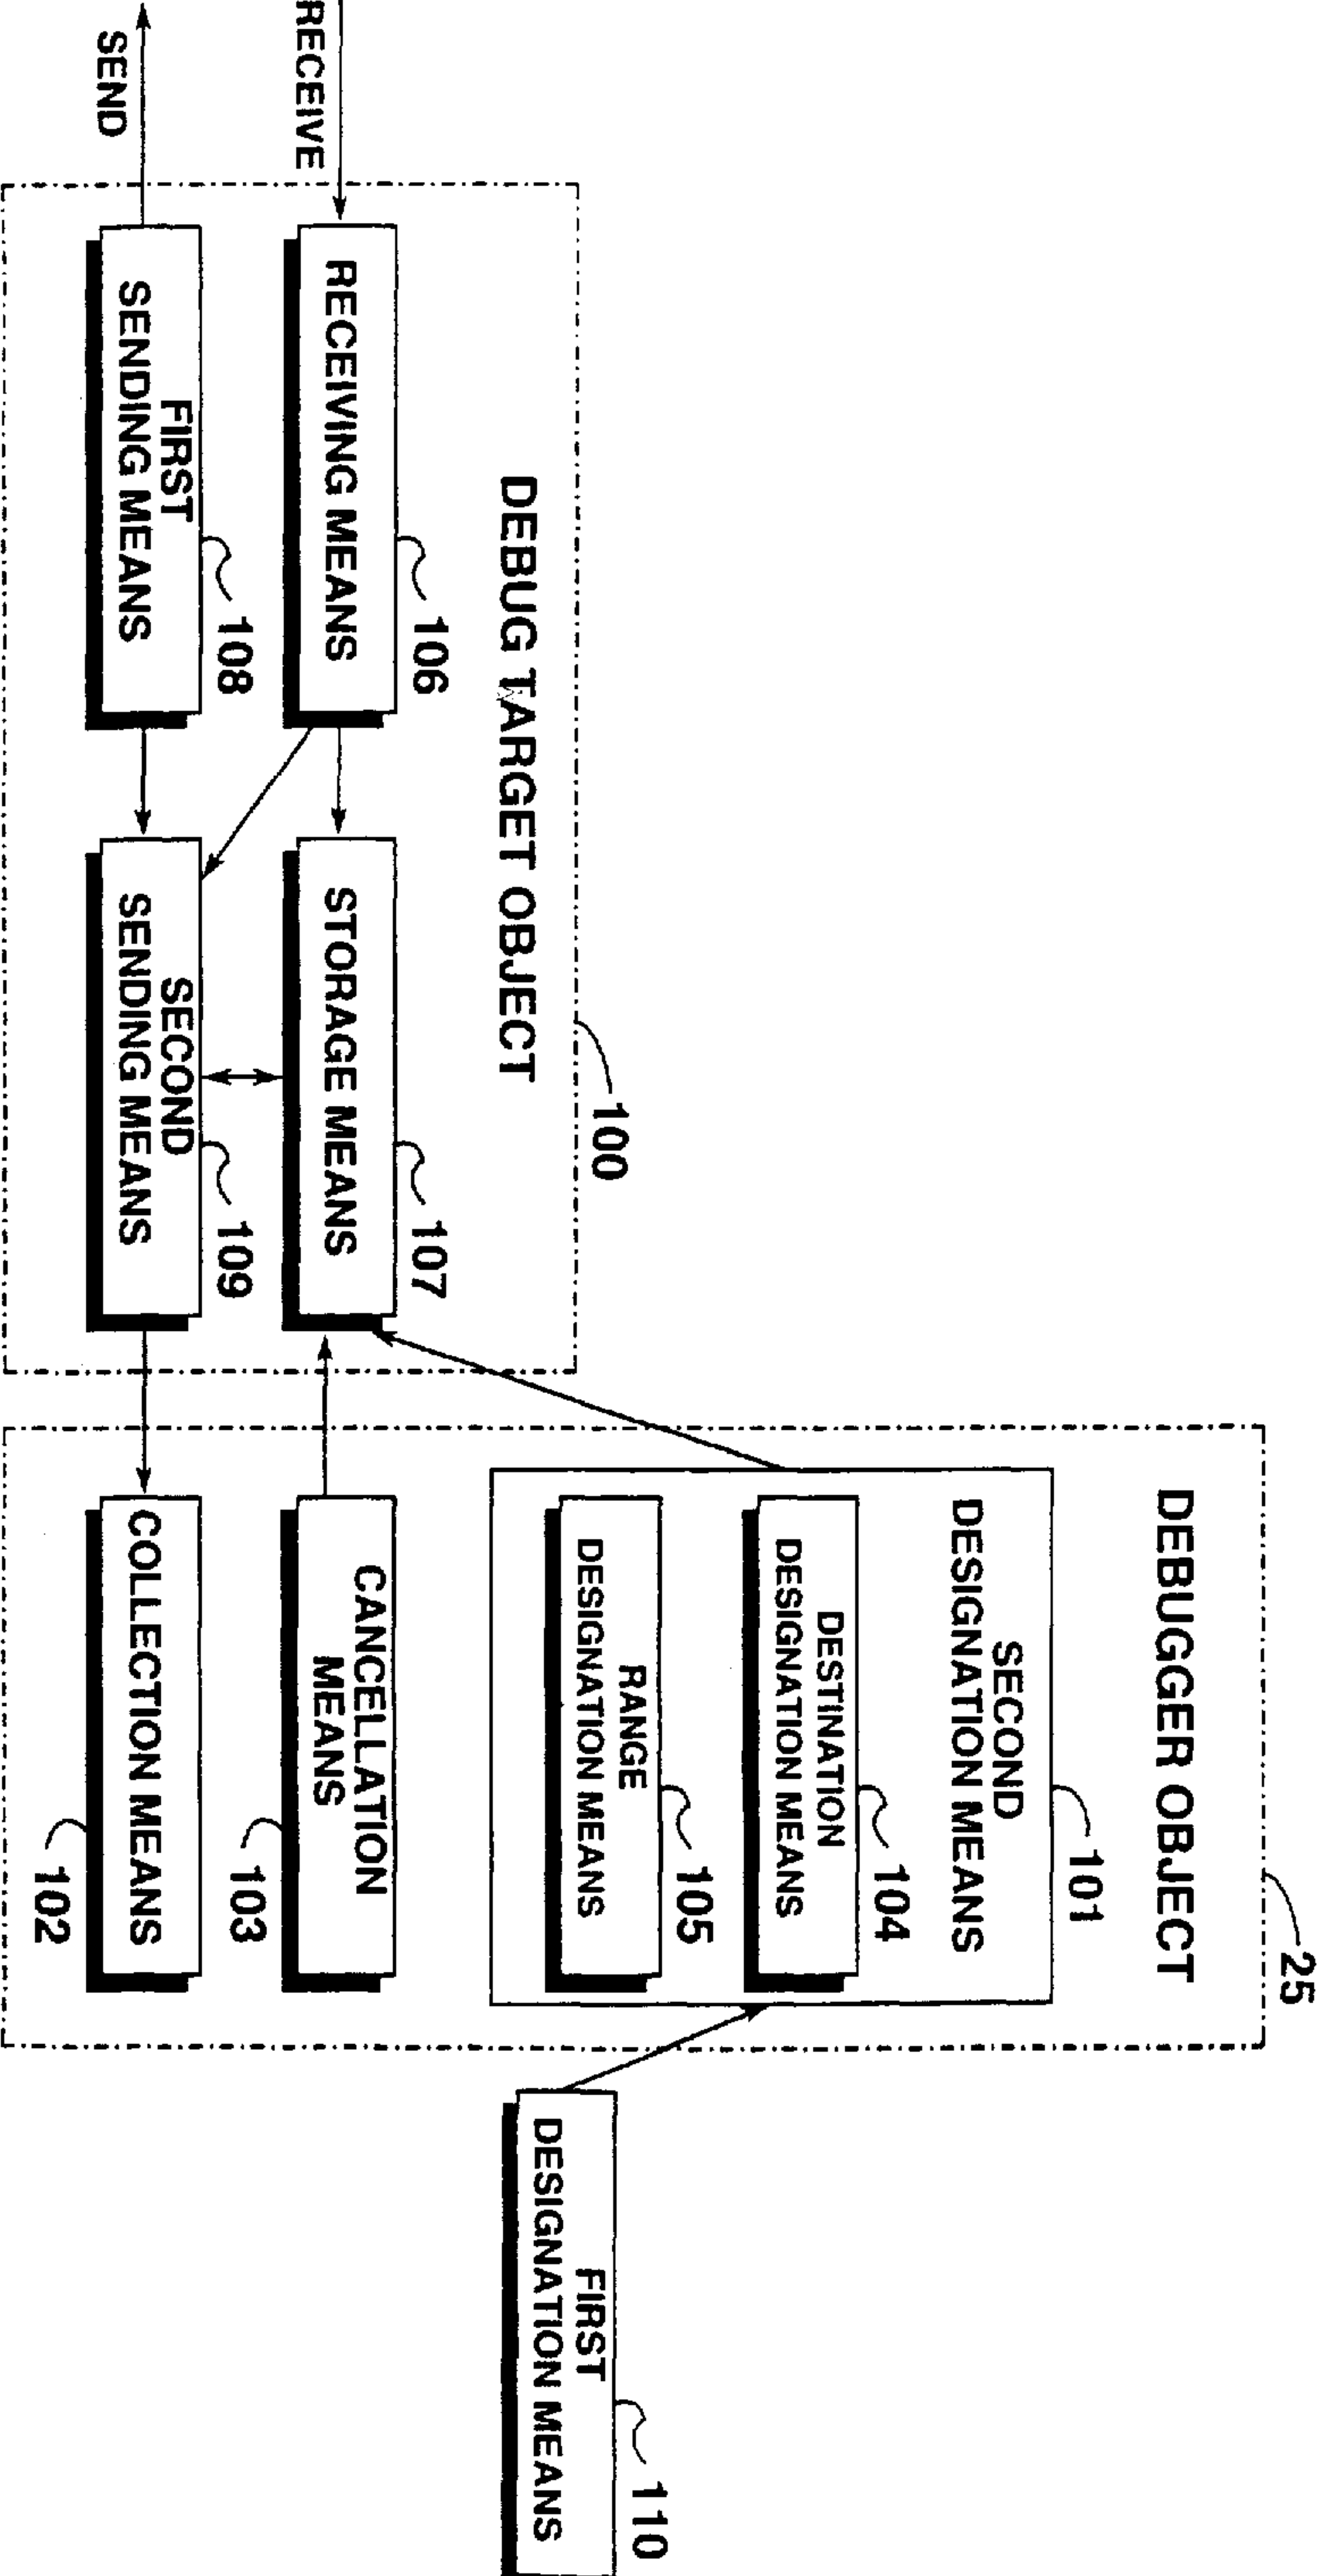 25
DEBUGGER OBJECT
101
SECOND
DESIGNATION MEANS
104
DESTINATION
DESIGNATION MEANS
105
RANGE
DESIGNATION MEANS
110
FIRST
DESIGNATION MEANS
100
DEBUG TARGET OBJECT
RECEIVE
106
RECEIVING MEANS
107
STORAGE MEANS
CANCELLATION
MEANS
103
SEND
108
FIRST
SENDING MEANS
109
SECOND
SENDING MEANS
COLLECTION MEANS
102